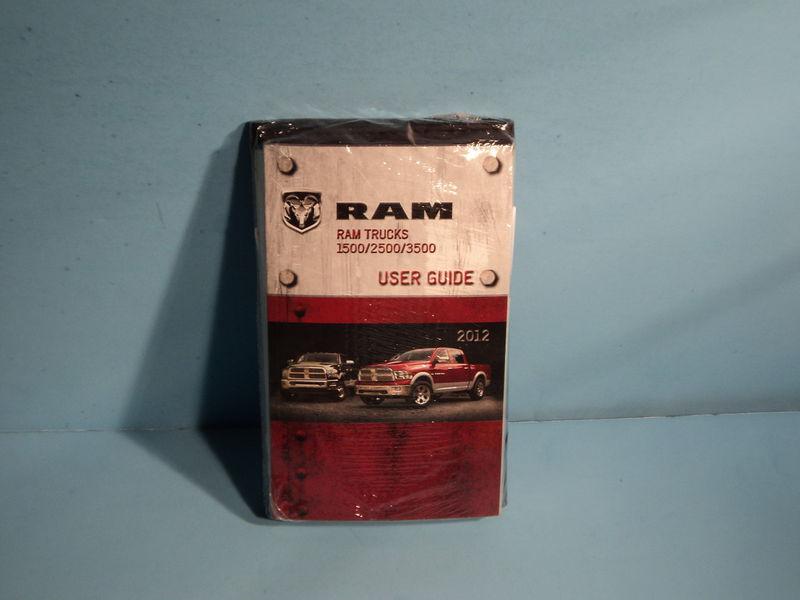 RAM
RAM TRUCKS
1500/2500/3500
USER GUIDE
2012